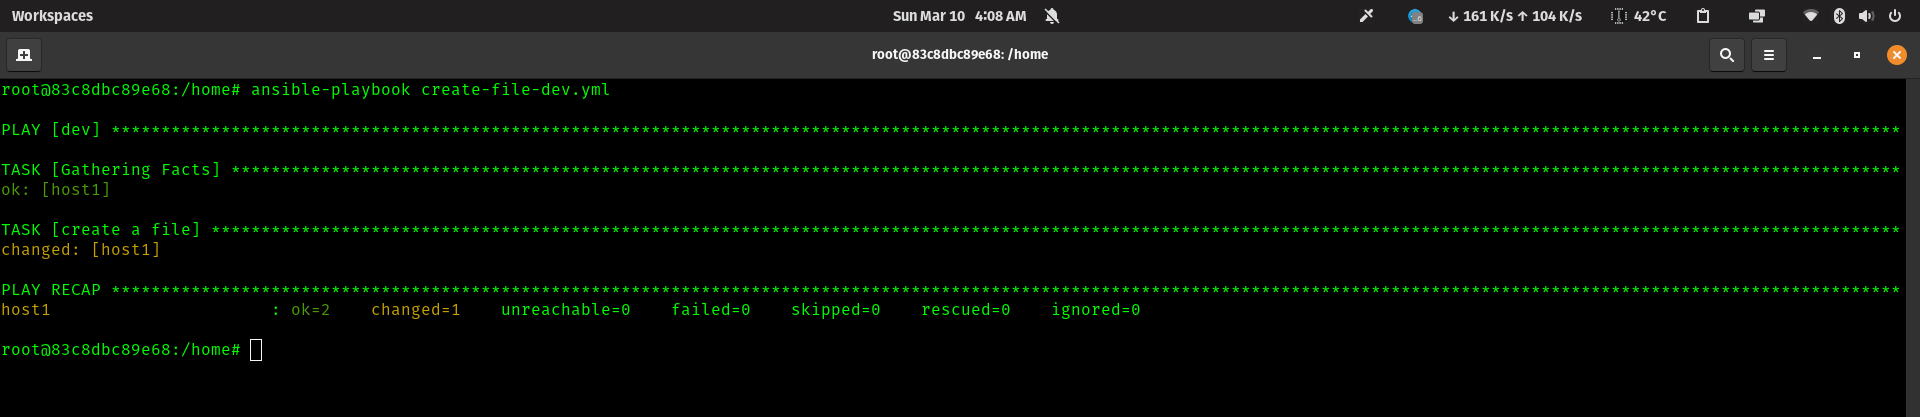 Workspaces Sun Mar 10 4:08 AM ↓ 161 K/s ↑ 104 K/s 42°C
root@83c8dbc89e68: /home
root@83c8dbc89e68:/home# ansible-playbook create-file-dev.yml
PLAY [dev] ***********************************************************************************************************************************************************************************
TASK [Gathering Facts] ***********************************************************************************************************************************************************************
ok: [host1]
TASK [create a file] *************************************************************************************************************************************************************************
changed: [host1]
PLAY RECAP ***********************************************************************************************************************************************************************************
host1                      : ok=2    changed=1    unreachable=0    failed=0    skipped=0    rescued=0    ignored=0
root@83c8dbc89e68:/home#